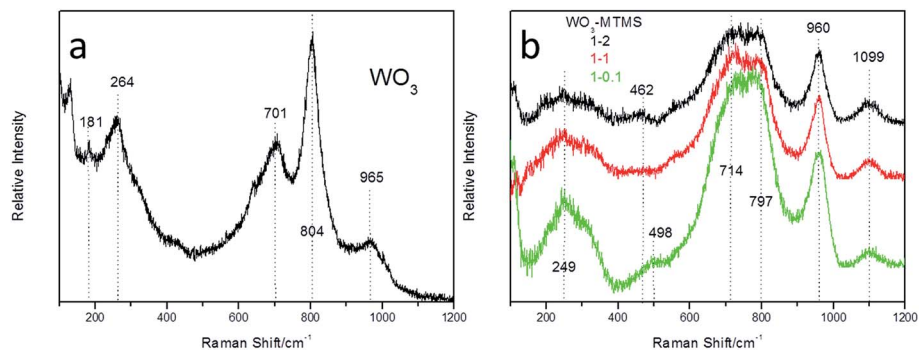 a
WO3
181
264
701
804
965
Relative Intensity
200 400 600 800 1000 1200
Raman Shift/cm-1
b
WO3-MTMS
1-2
1-1
1-0.1
462
960
1099
714
797
498
249
Relative Intensity
200 400 600 800 1000 1200
Raman Shift/cm-1